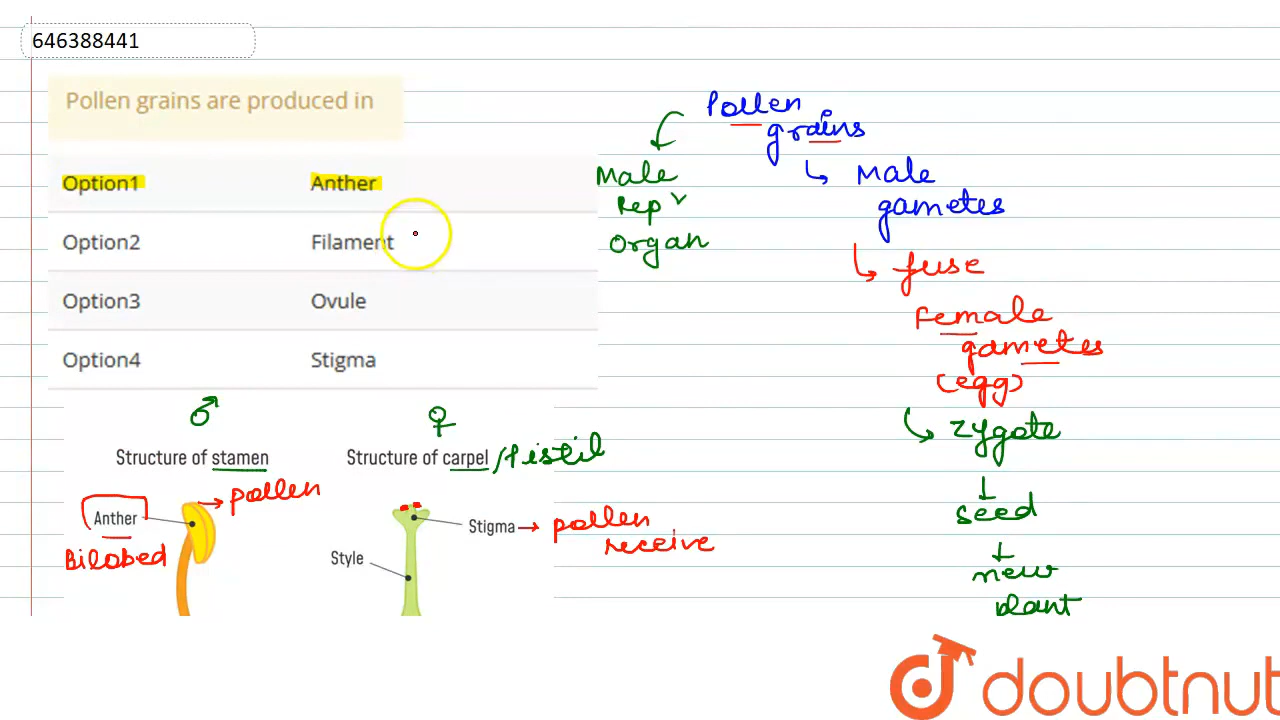 646388441
Pollen grains are produced in
Option1 Anther
Option2 Filament
Option3 Ovule
Option4 Stigma
Pollen
grains
Male
Rep
Organ
Male
gametes
fuse
Female
gametes
(egg)
Zygote
seed
new
plant
♂
♀
Structure of stamen
Structure of carpel /Pistil
Anther
pollen
Bilobed
Stigma → pollen
receive
Style
doubtnut